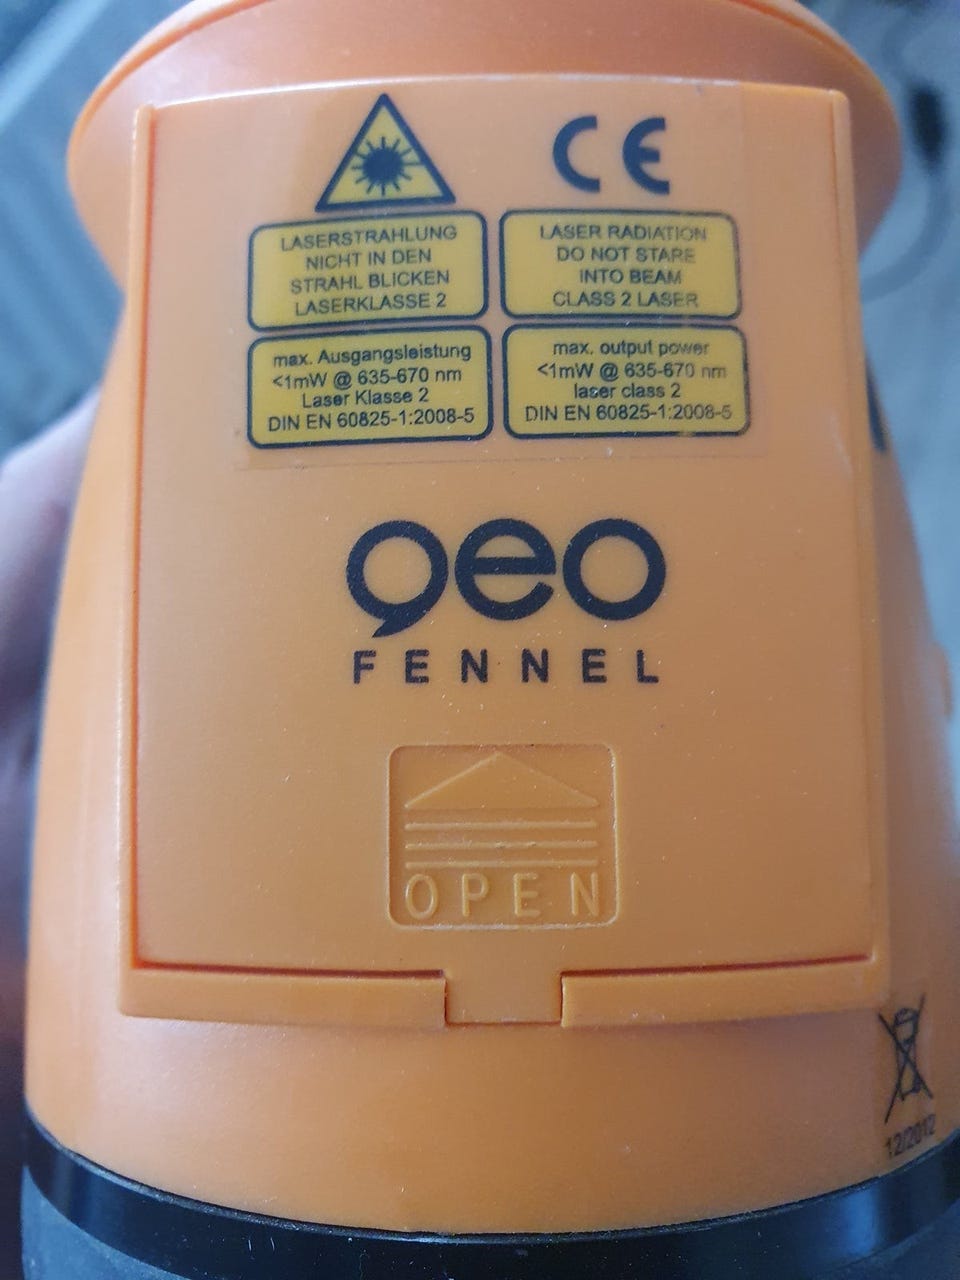 CE
LASERSTRAHLUNG
NICHT IN DEN
STRAHL BLICKEN
LASERKLASSE 2
LASER RADIATION
DO NOT STARE
INTO BEAM
CLASS 2 LASER
max. Ausgangsleistung
<1mW @ 635-670 nm
Laser Klasse 2
DIN EN 60825-1:2008-5
max. output power
<1mW @ 635-670 nm
laser class 2
DIN EN 60825-1:2008-5
geo
FENNEL
OPEN
12/2012